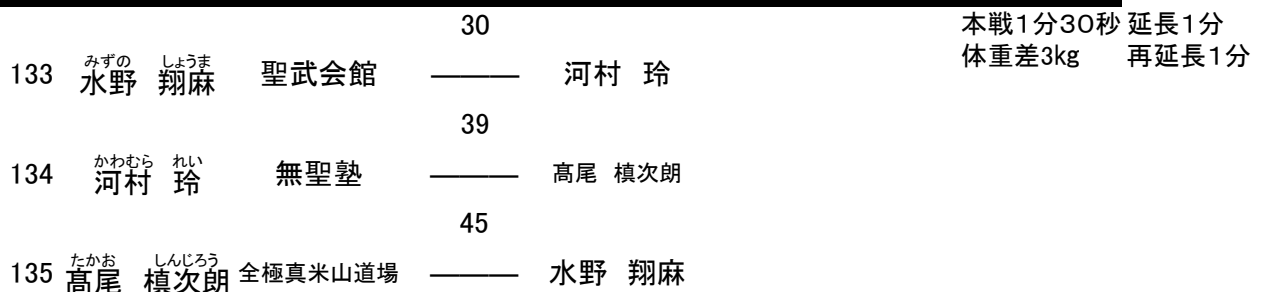 30
本戦1分30秒 延長1分
体重差3kg 再延長1分
みずの しょうま
133 水野 翔麻 聖武会館 ――― 河村 玲
39
かわむら れい
134 河村 玲 無聖塾 ――― 髙尾 槙次朗
45
たかお しんじろう
135 髙尾 槙次朗 全極真米山道場 ――― 水野 翔麻